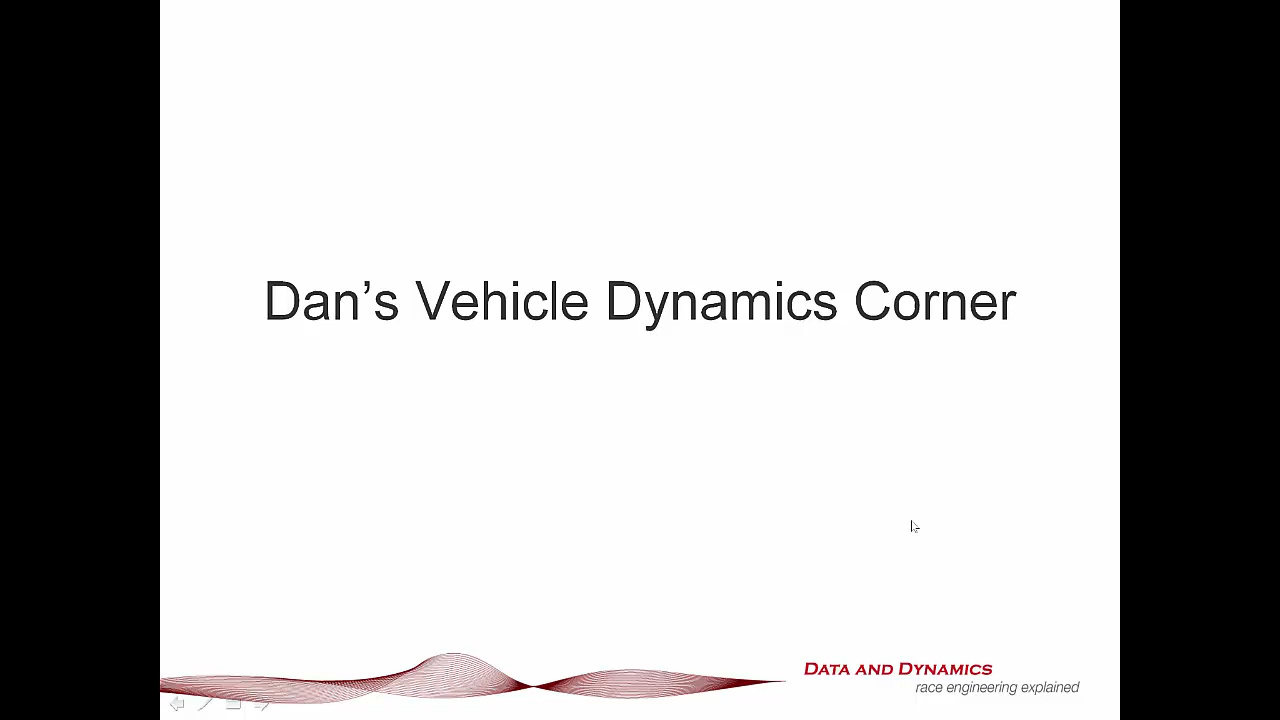 Dan’s Vehicle Dynamics Corner
DATA AND DYNAMICS
race engineering explained